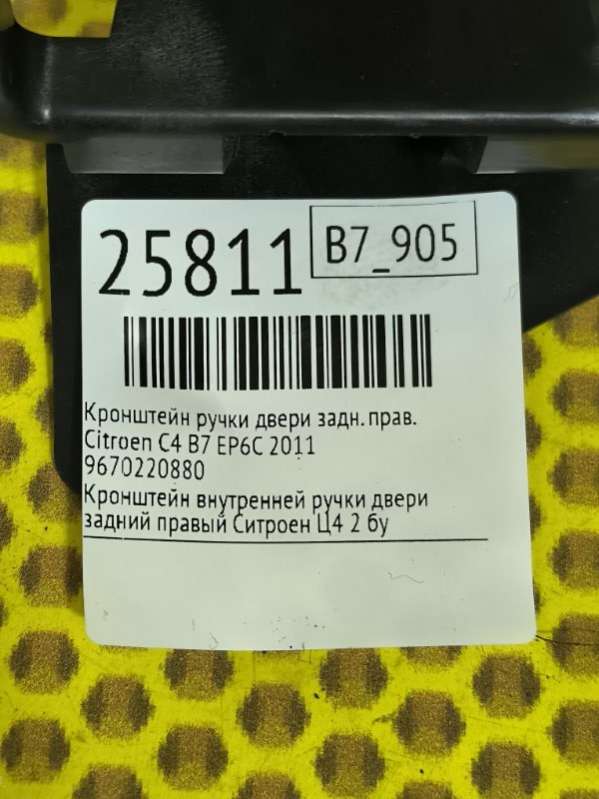 25811
B7_905
Кронштейн ручки двери задн. прав.
Citroen C4 B7 EP6C 2011
9670220880
Кронштейн внутренней ручки двери
задний правый Ситроен Ц4 2 бу